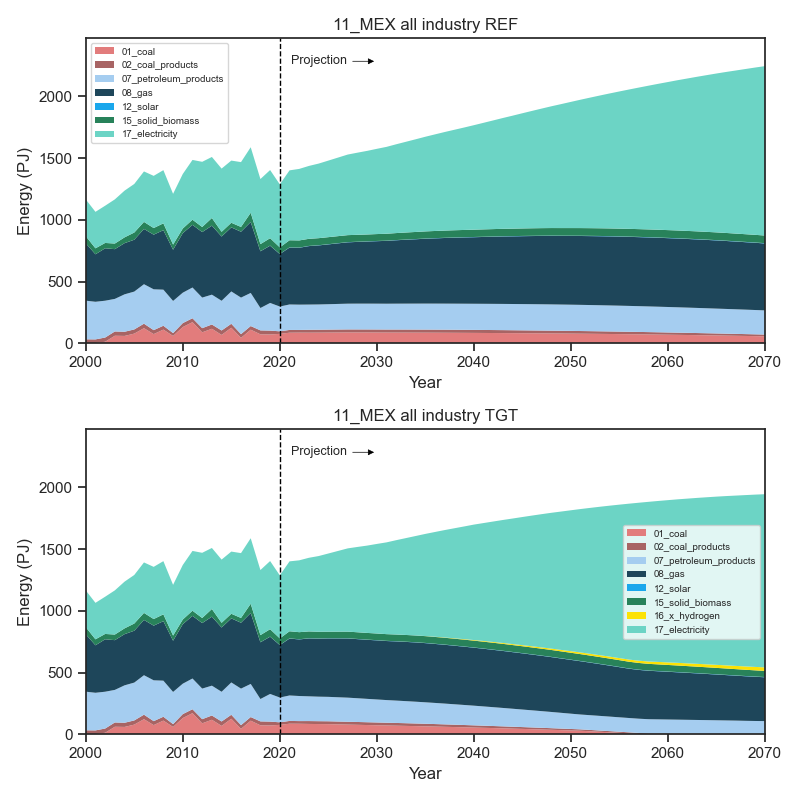 11_MEX all industry REF
Energy (PJ)
2000
1500
1000
500
0
01_coal
02_coal_products
07_petroleum_products
08_gas
12_solar
15_solid_biomass
17_electricity
Projection
2000 2010 2020 2030 2040 2050 2060 2070
Year
11_MEX all industry TGT
Energy (PJ)
2000
1500
1000
500
0
Projection
01_coal
02_coal_products
07_petroleum_products
08_gas
12_solar
15_solid_biomass
16_x_hydrogen
17_electricity
2000 2010 2020 2030 2040 2050 2060 2070
Year